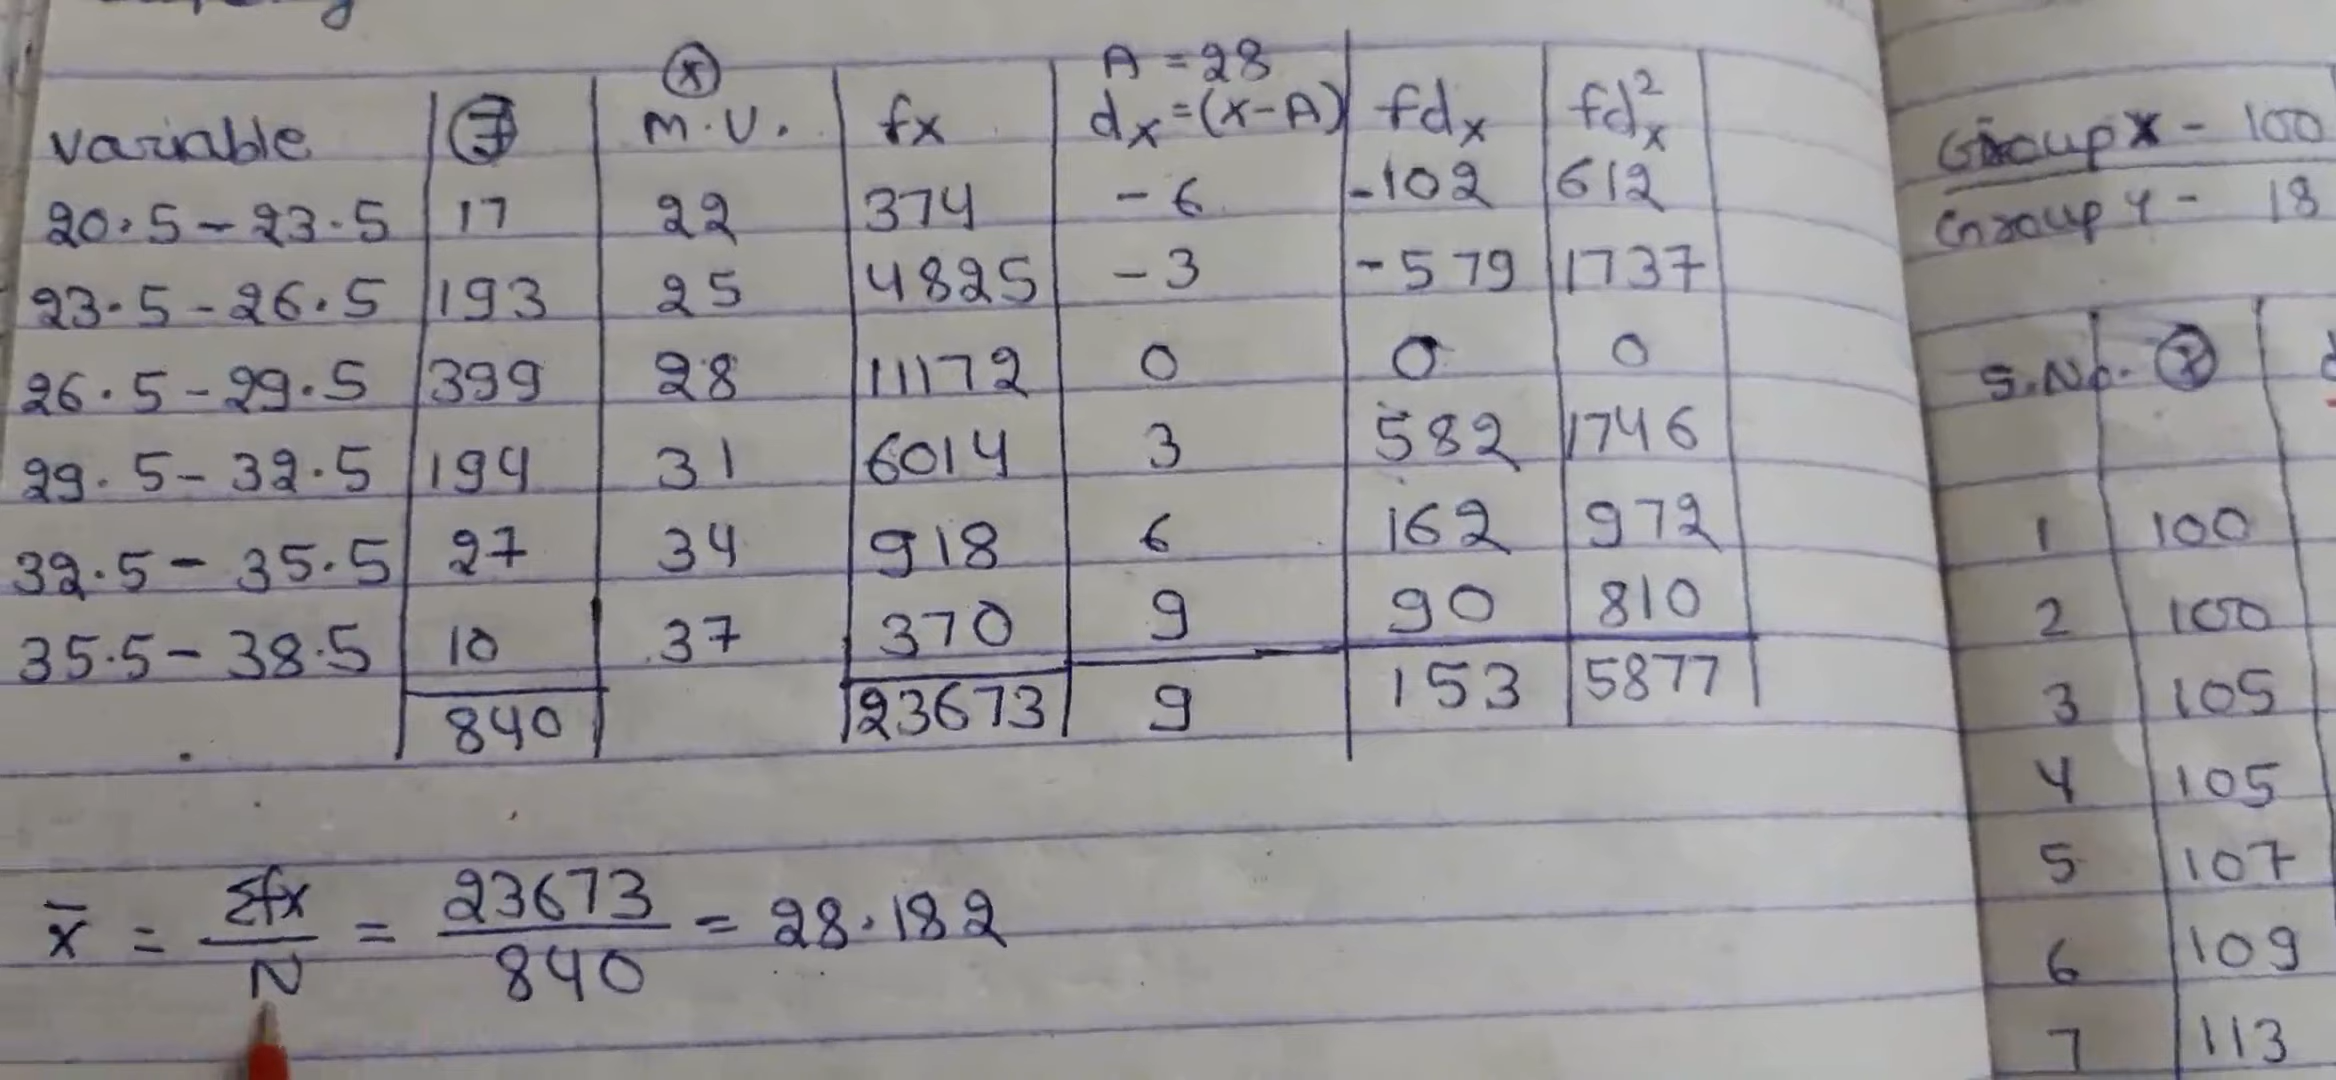 A = 28
variable f (x) M.V. fx dx=(x-A) fdx fdx²
20.5-23.5 17 22 374 -6 -102 612
23.5-26.5 193 25 4825 -3 -579 1737
26.5-29.5 399 28 11172 0 0 0
29.5-32.5 194 31 6014 3 582 1746
32.5-35.5 27 34 918 6 162 972
35.5-38.5 10 37 370 9 90 810
840 23673 9 153 5877
x̄ = Σfx/N = 23673/840 = 28.182
Group X - 100
Group Y - 18
S.No.
1 100
2 100
3 105
4 105
5 107
6 109
7 113